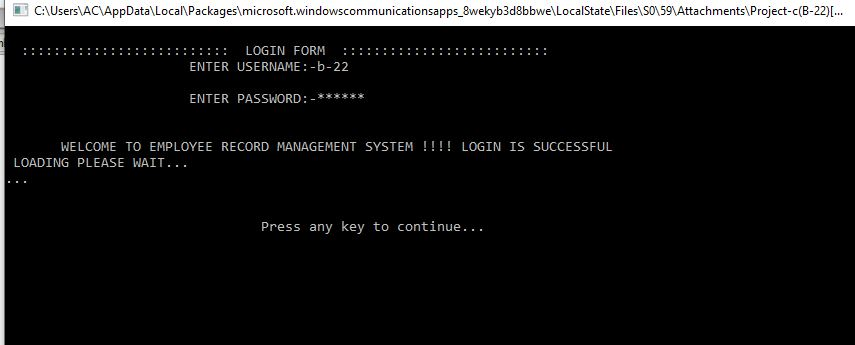 C:\Users\AC\AppData\Local\Packages\microsoft.windowscommunicationsapps_8wekyb3d8bbwe\LocalState\Files\S0\59\Attachments\Project-c(B-22)[...
:::::::::::::::::::::::::: LOGIN FORM ::::::::::::::::::::::::::
ENTER USERNAME:-b-22
ENTER PASSWORD:-******
WELCOME TO EMPLOYEE RECORD MANAGEMENT SYSTEM !!!! LOGIN IS SUCCESSFUL
LOADING PLEASE WAIT...
...
Press any key to continue...